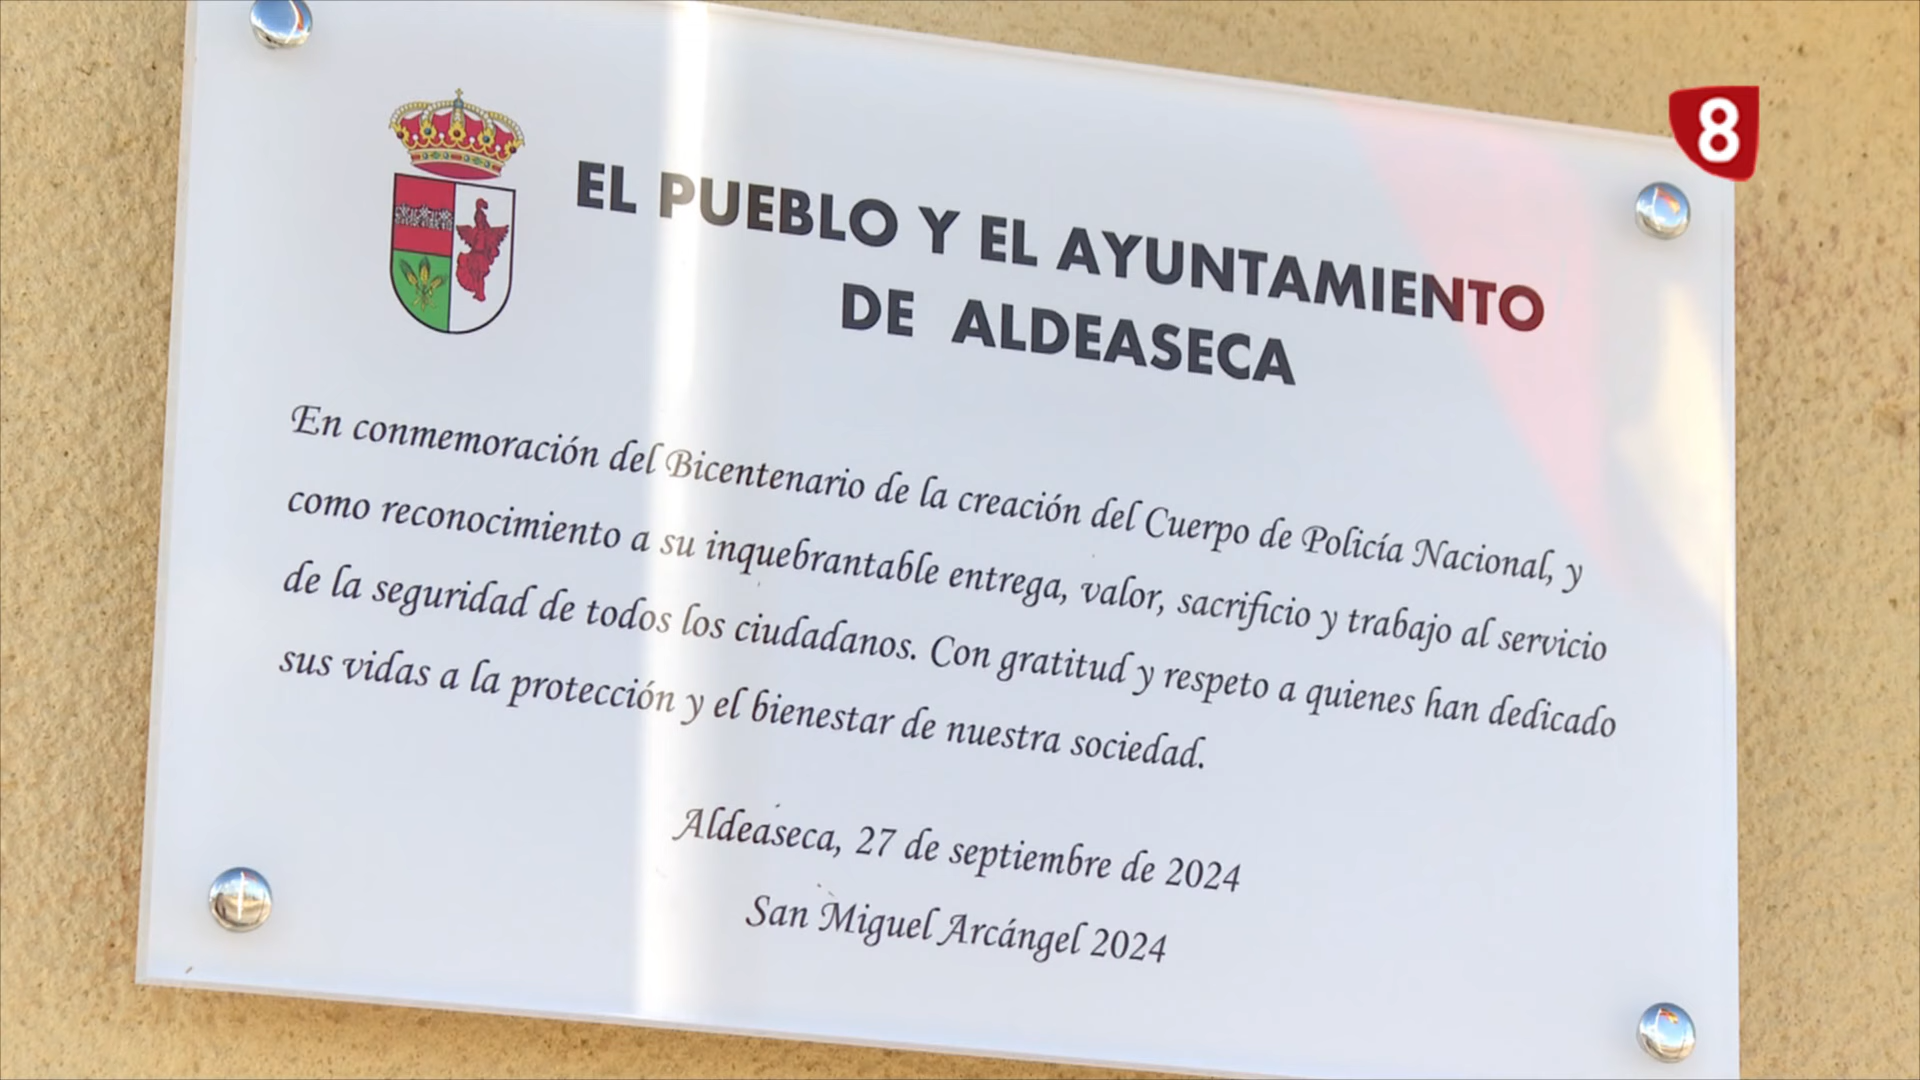 8
EL PUEBLO Y EL AYUNTAMIENTO
DE ALDEASECA
En conmemoración del Bicentenario de la creación del Cuerpo de Policía Nacional, y
como reconocimiento a su inquebrantable entrega, valor, sacrificio y trabajo al servicio
de la seguridad de todos los ciudadanos. Con gratitud y respeto a quienes han dedicado
sus vidas a la protección y el bienestar de nuestra sociedad.
Aldeaseca, 27 de septiembre de 2024
San Miguel Arcángel 2024